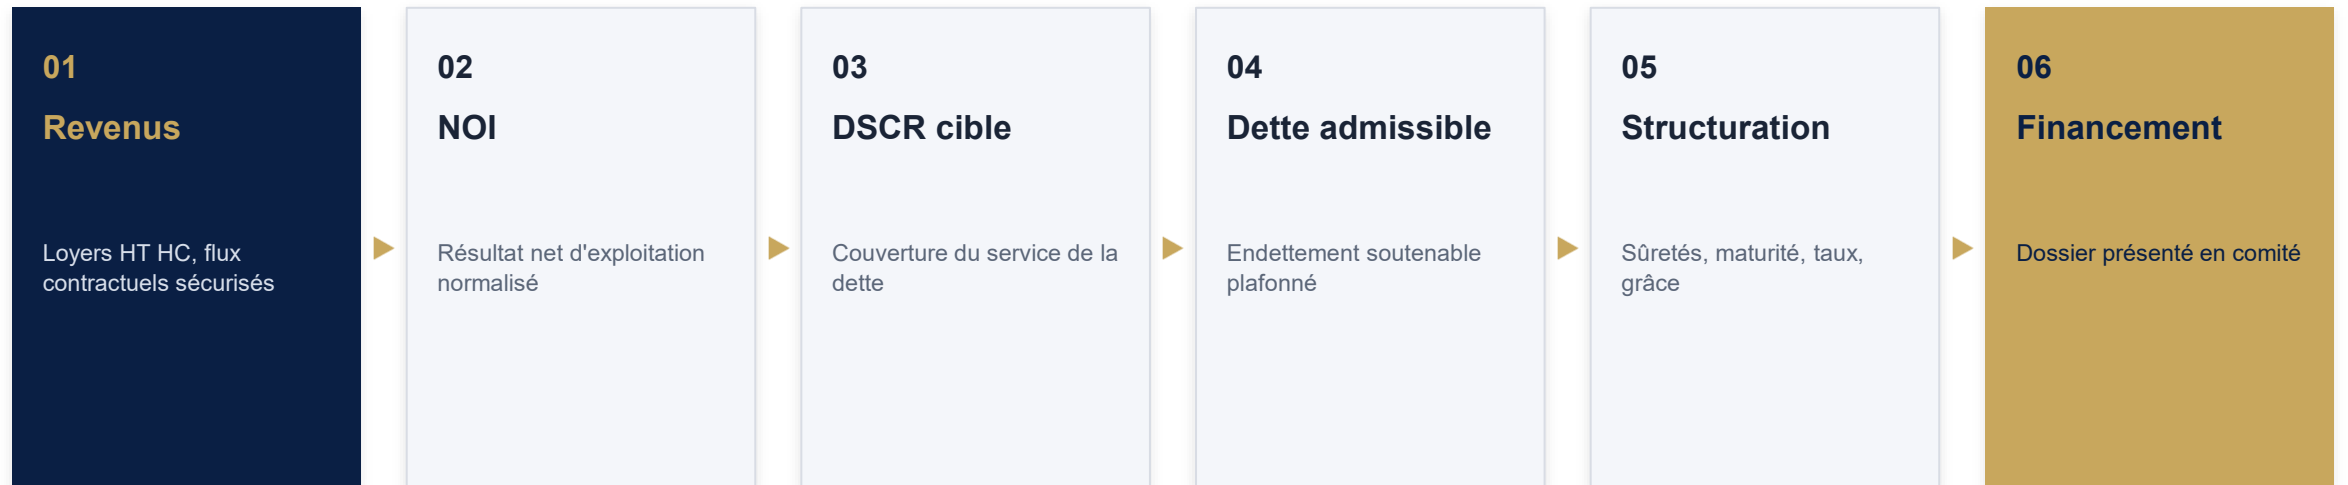 01
Revenus
Loyers HT HC, flux
contractuels sécurisés
02
NOI
Résultat net d'exploitation
normalisé
03
DSCR cible
Couverture du service de la
dette
04
Dette admissible
Endettement soutenable
plafonné
05
Structuration
Sûretés, maturité, taux,
grâce
06
Financement
Dossier présenté en comité